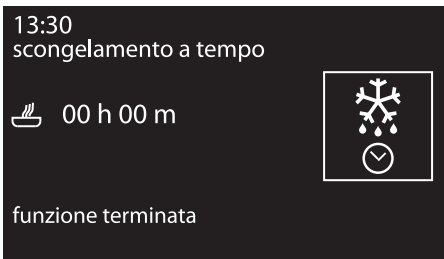 13:30
scongelamento a tempo
00 h 00 m
funzione terminata